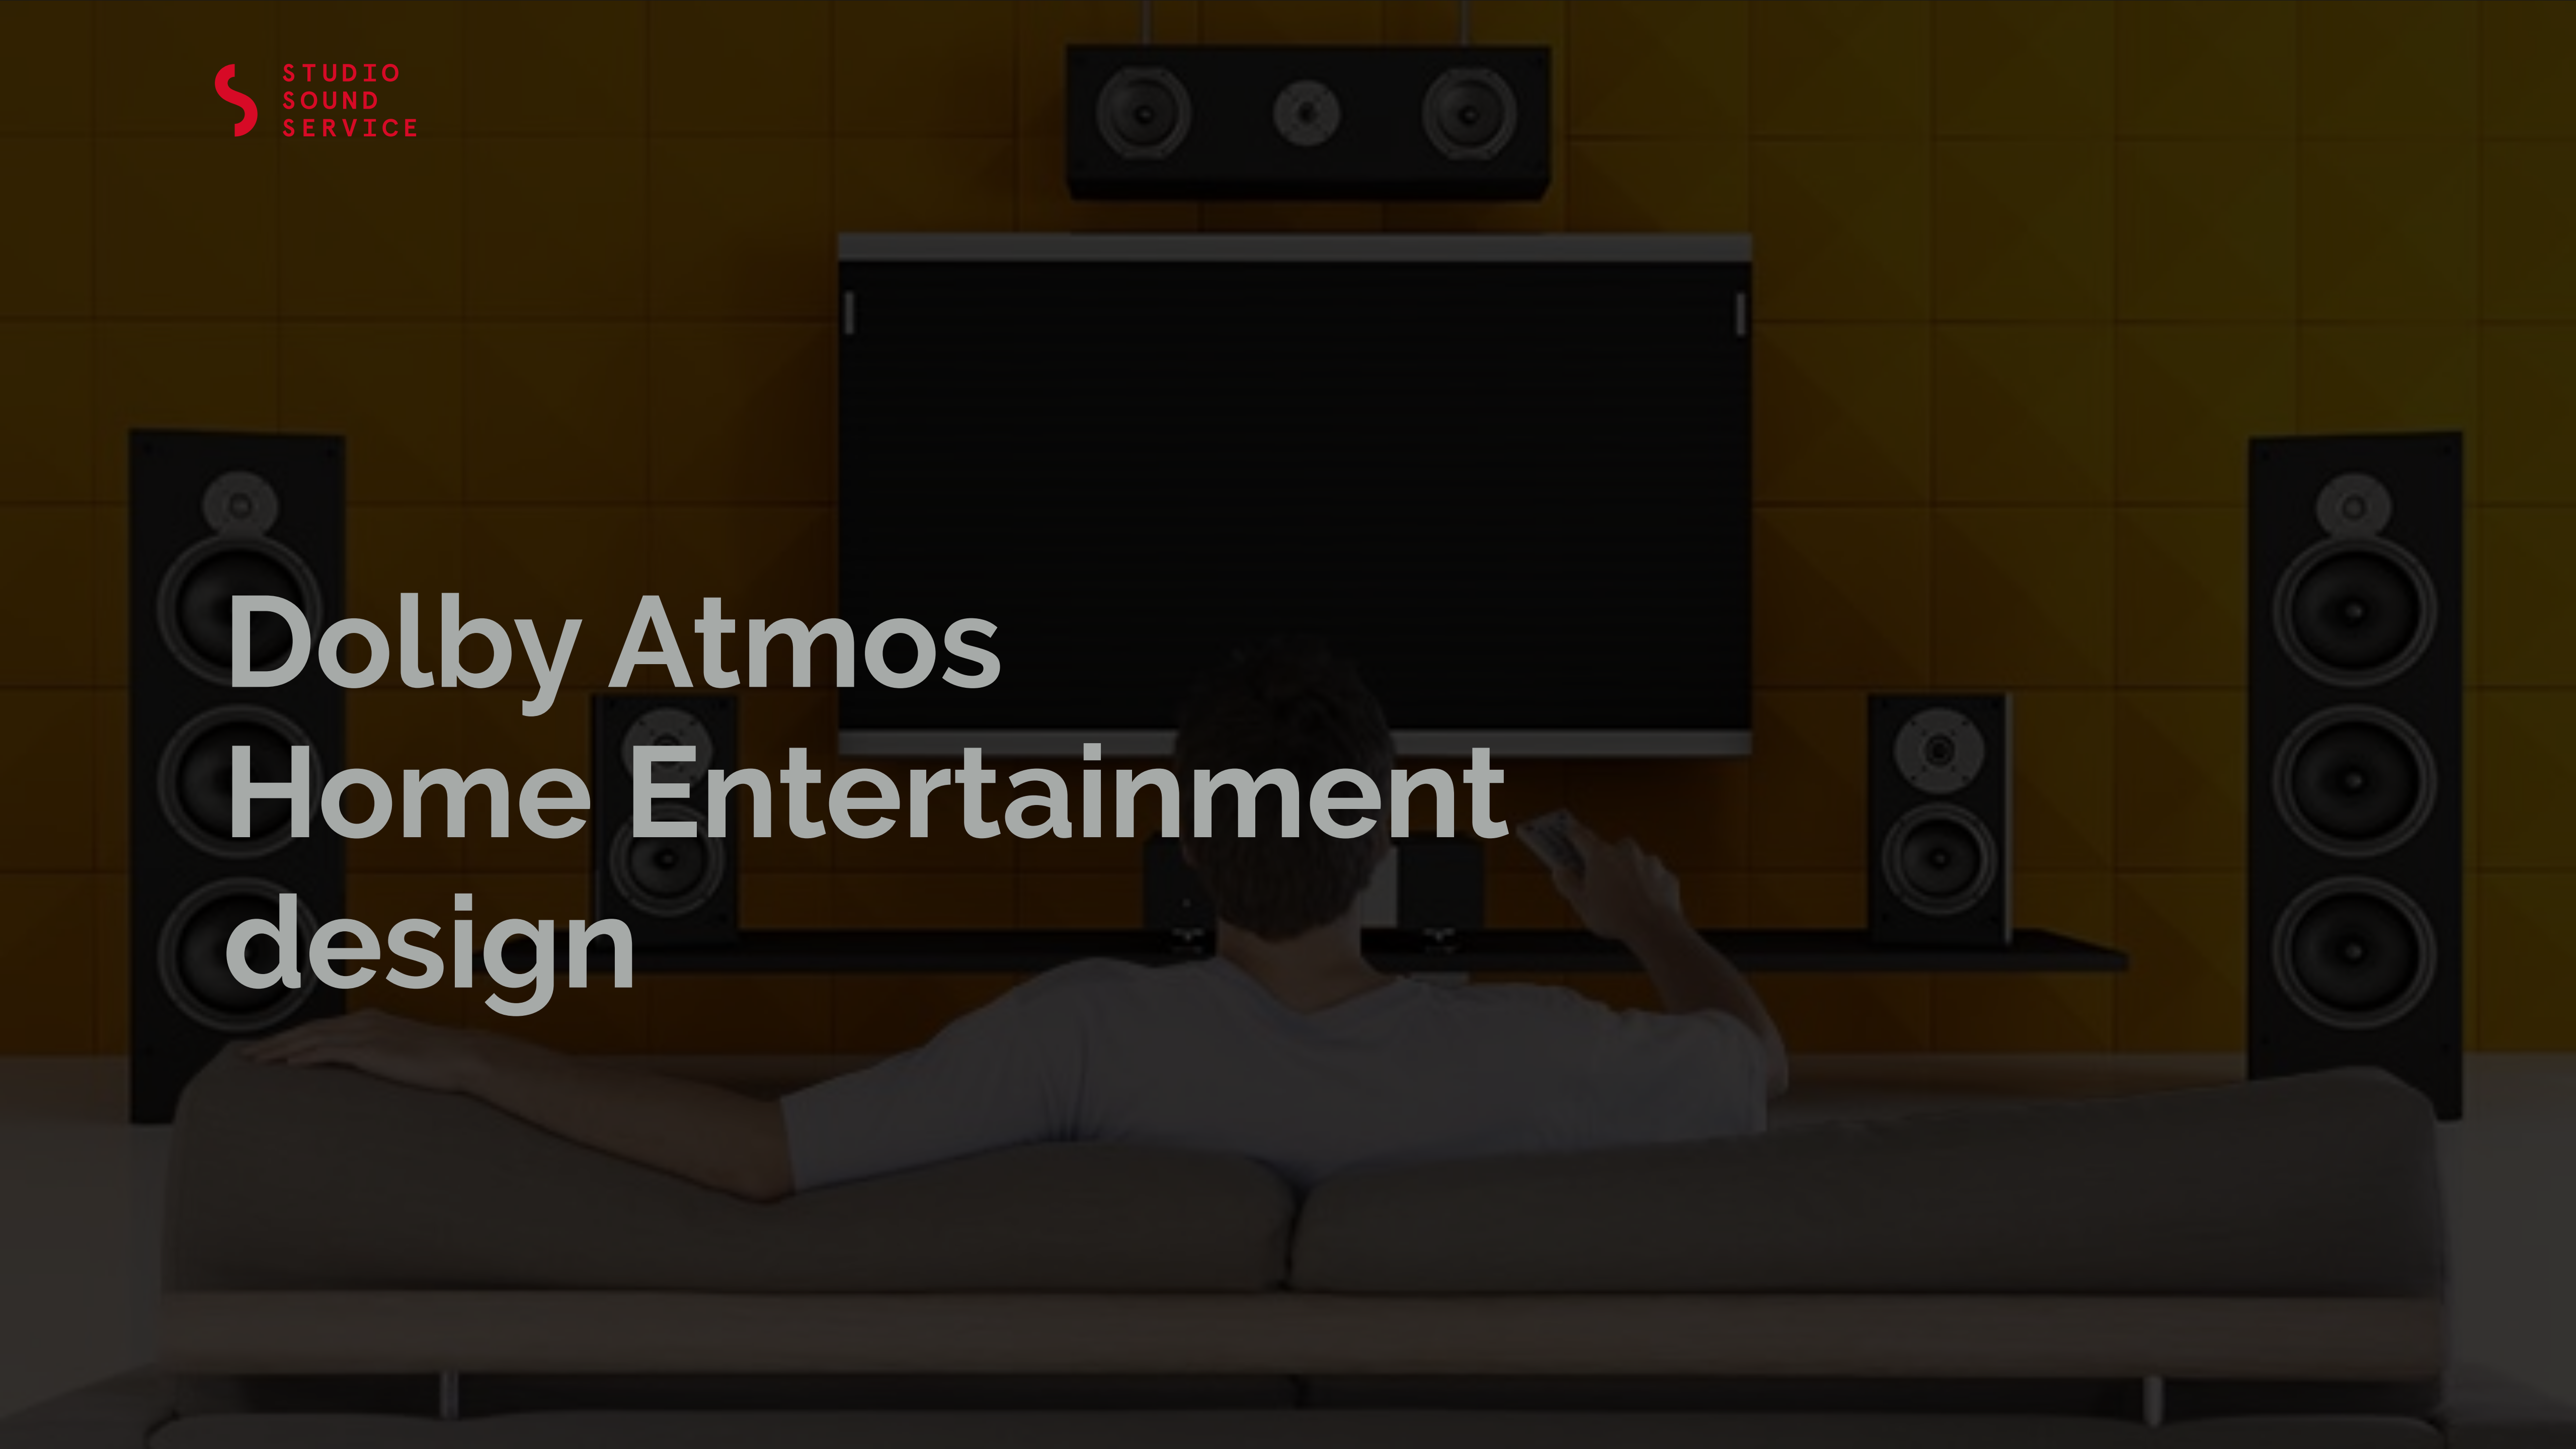 STUDIO
SOUND
SERVICE
Dolby Atmos
Home Entertainment
design